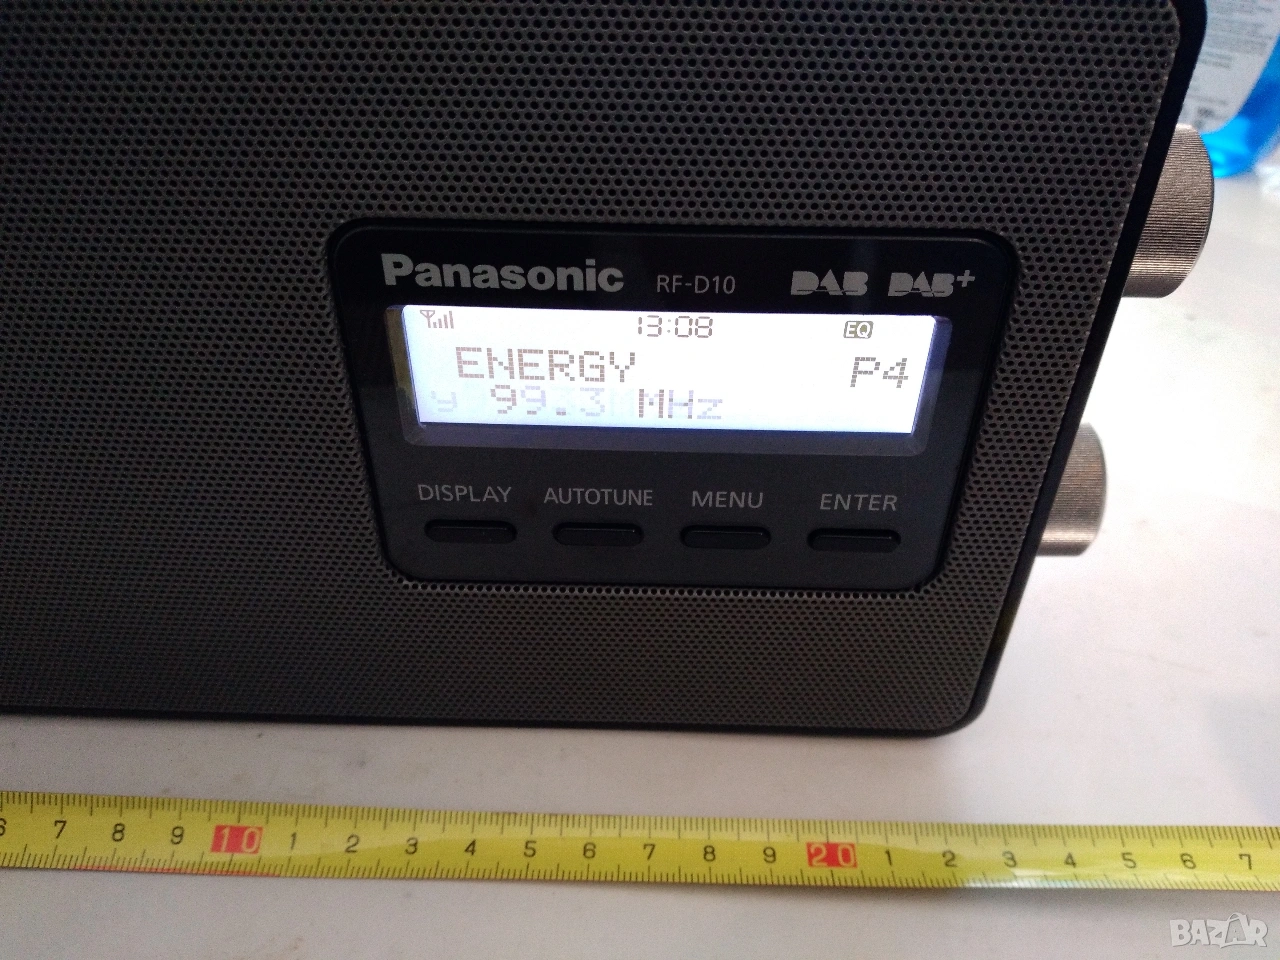 Panasonic RF-D10 DAB DAB+
13:08 EQ
ENERGY P4
y 99.3 MHz
DISPLAY AUTOTUNE MENU ENTER
6 7 8 9 10 1 2 3 4 5 6 7 8 9 20 1 2 3 4 5 6 7
BAZAR